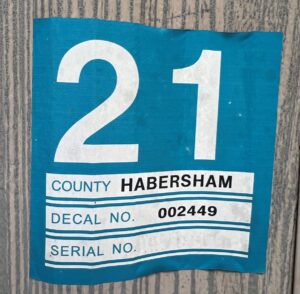 21
COUNTY HABERSHAM
DECAL NO. 002449
SERIAL NO.